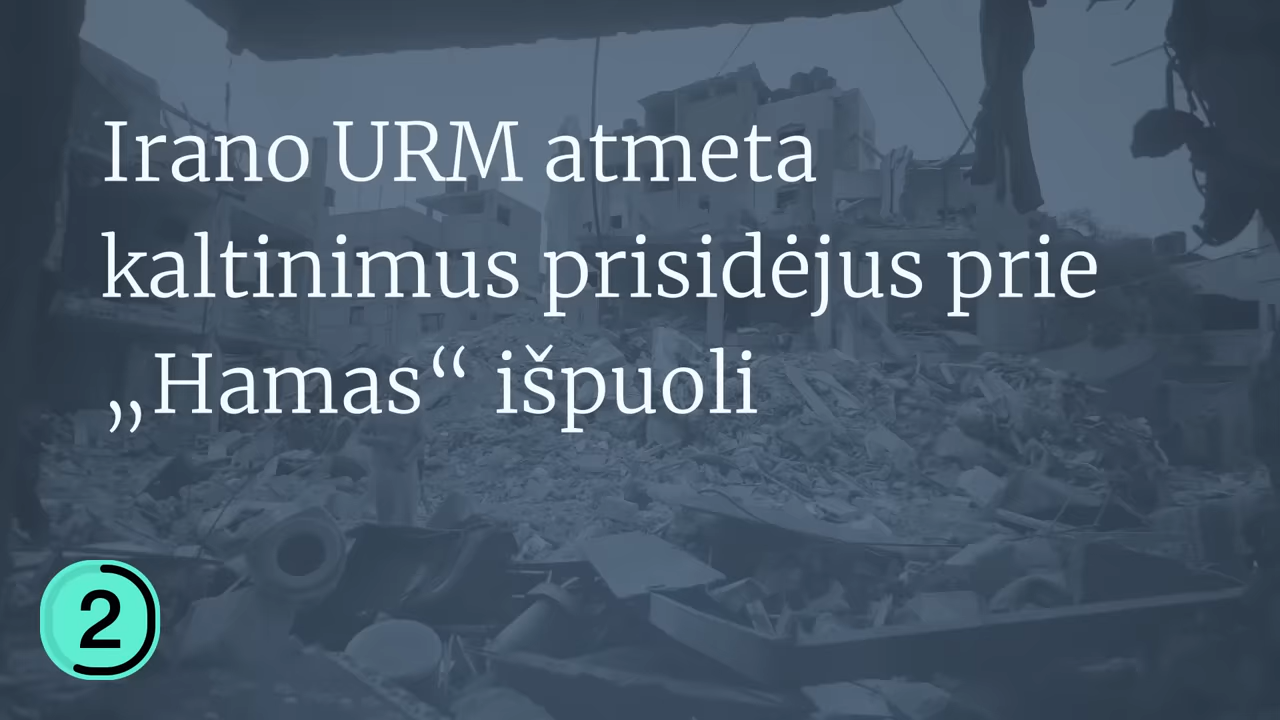 Irano URM atmeta
kaltinimus prisidėjus prie
„Hamas“ išpuoli
2